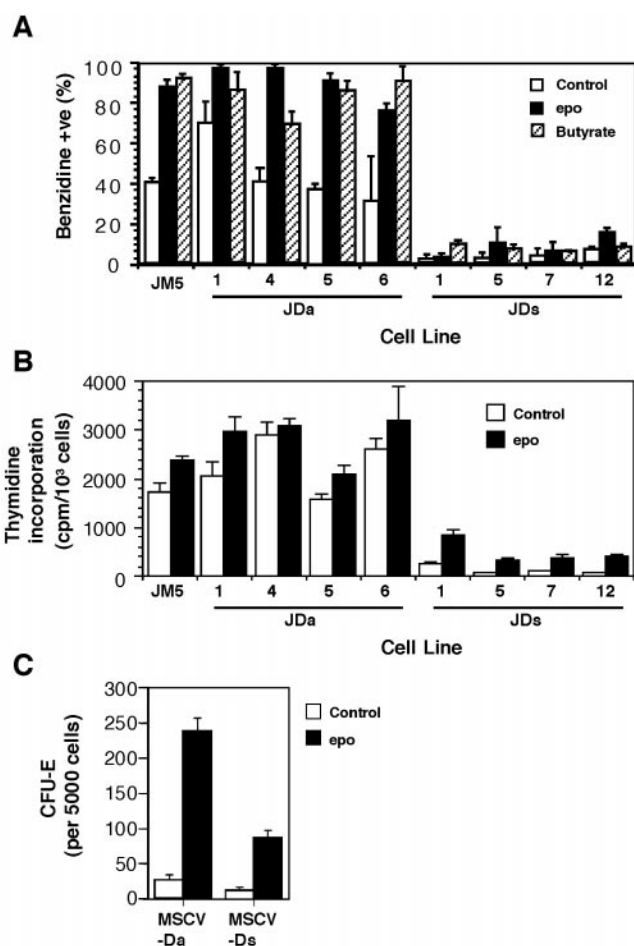 A
Benzidine +ve (%)
100
80
60
40
20
0
Control
epo
Butyrate
JM5 1 4 5 6 1 5 7 12
JDa JDs
Cell Line
B
Thymidine
incorporation
(cpm/10³ cells)
4000
3000
2000
1000
0
Control
epo
JM5 1 4 5 6 1 5 7 12
JDa JDs
Cell Line
C
CFU-E
(per 5000 cells)
300
250
200
150
100
50
0
Control
epo
MSCV MSCV
-Da -Ds